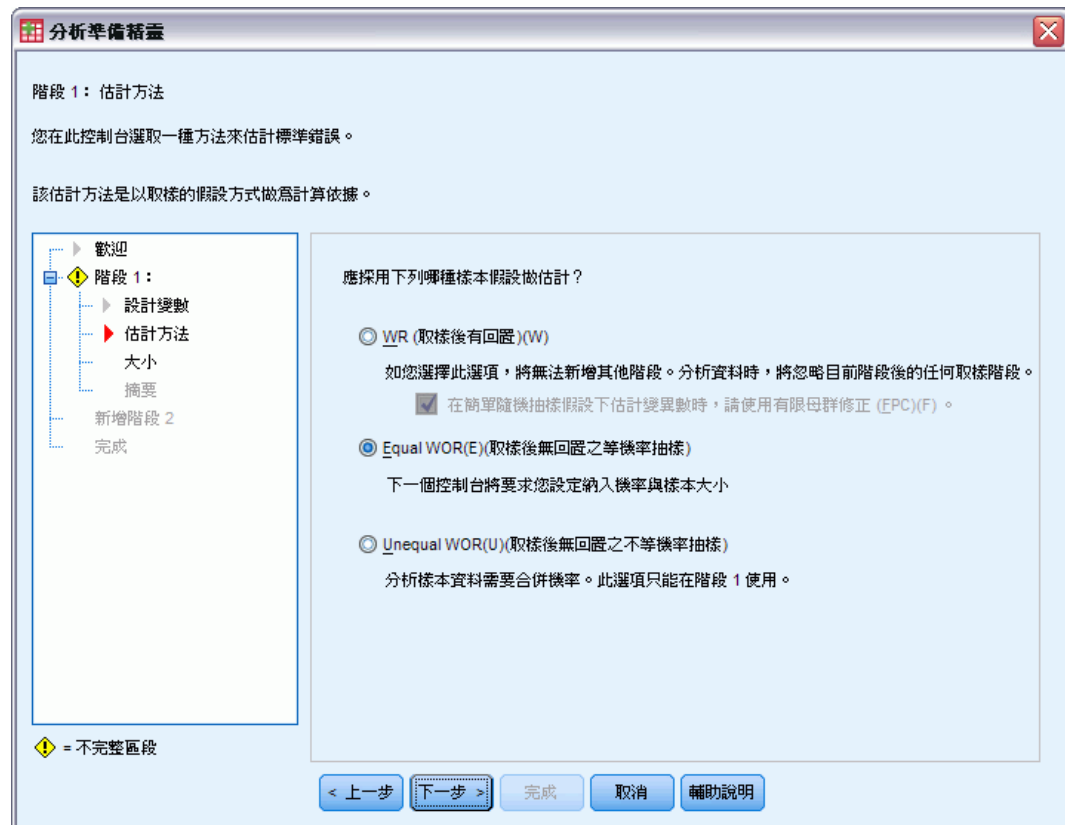 分析準備精靈
階段 1：估計方法
您在此控制台選取一種方法來估計標準錯誤。
該估計方法是以取樣的假設方式做為計算依據。
歡迎
階段 1：
設計變數
估計方法
大小
摘要
新增階段 2
完成
= 不完整區段
應採用下列哪種樣本假設做估計？
WR (取樣後有回置)(W)
如您選擇此選項，將無法新增其他階段。分析資料時，將忽略目前階段後的任何取樣階段。
在簡單隨機抽樣假設下估計變異數時，請使用有限母群修正 (FPC)(F)。
Equal WOR(E)(取樣後無回置之等機率抽樣)
下一個控制台將要求您設定納入機率與樣本大小
Unequal WOR(U)(取樣後無回置之不等機率抽樣)
分析樣本資料需要合併機率。此選項只能在階段 1 使用。
< 上一步
下一步 >
完成
取消
輔助說明